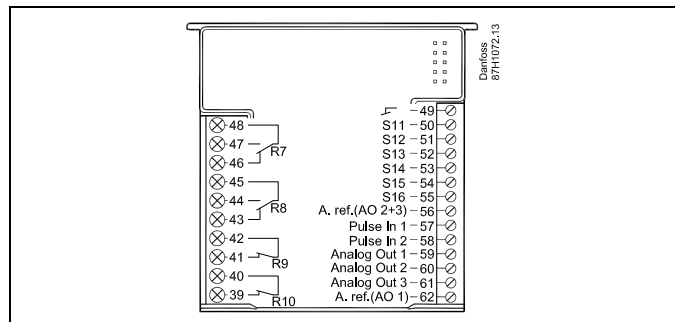 Danfoss
87H1072.13
48
47
46
R7
45
44
43
R8
42
41
R9
40
39
R10
49
S11 50
S12 51
S13 52
S14 53
S15 54
S16 55
A. ref.(AO 2+3) 56
Pulse In 1 57
Pulse In 2 58
Analog Out 1 59
Analog Out 2 60
Analog Out 3 61
A. ref.(AO 1) 62